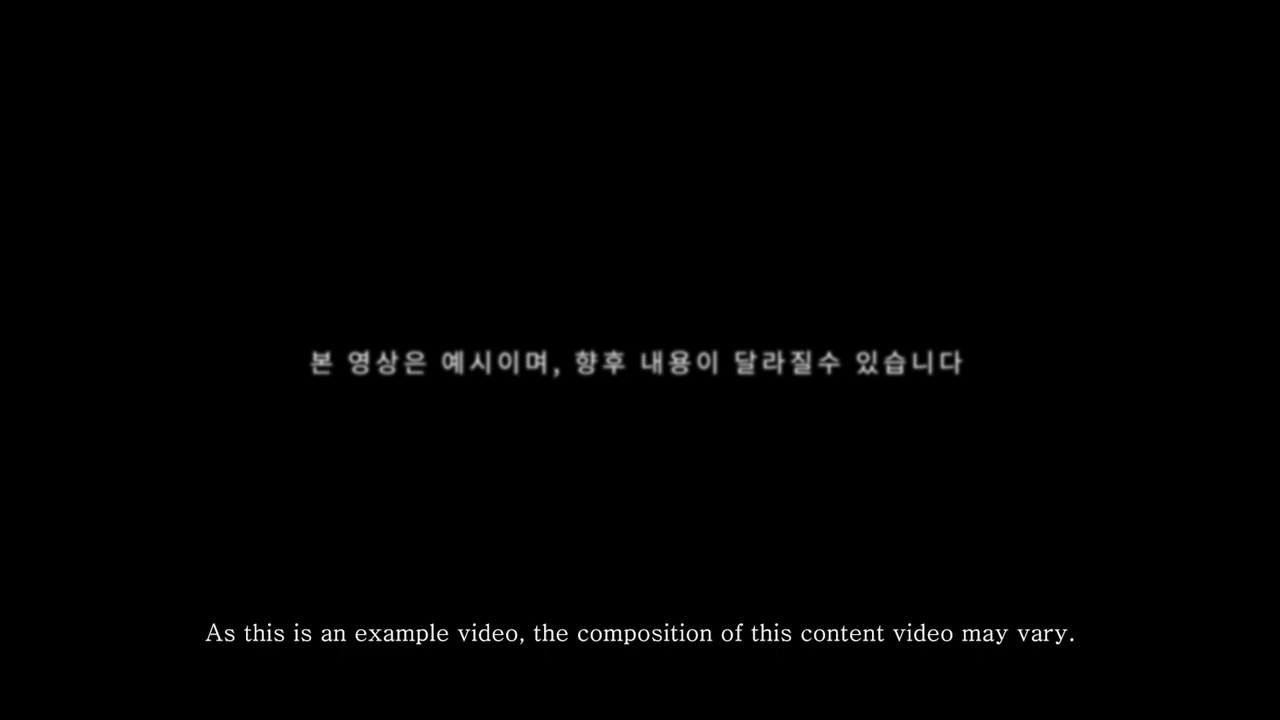 본 영상은 예시이며, 향후 내용이 달라질수 있습니다
As this is an example video, the composition of this content video may vary.